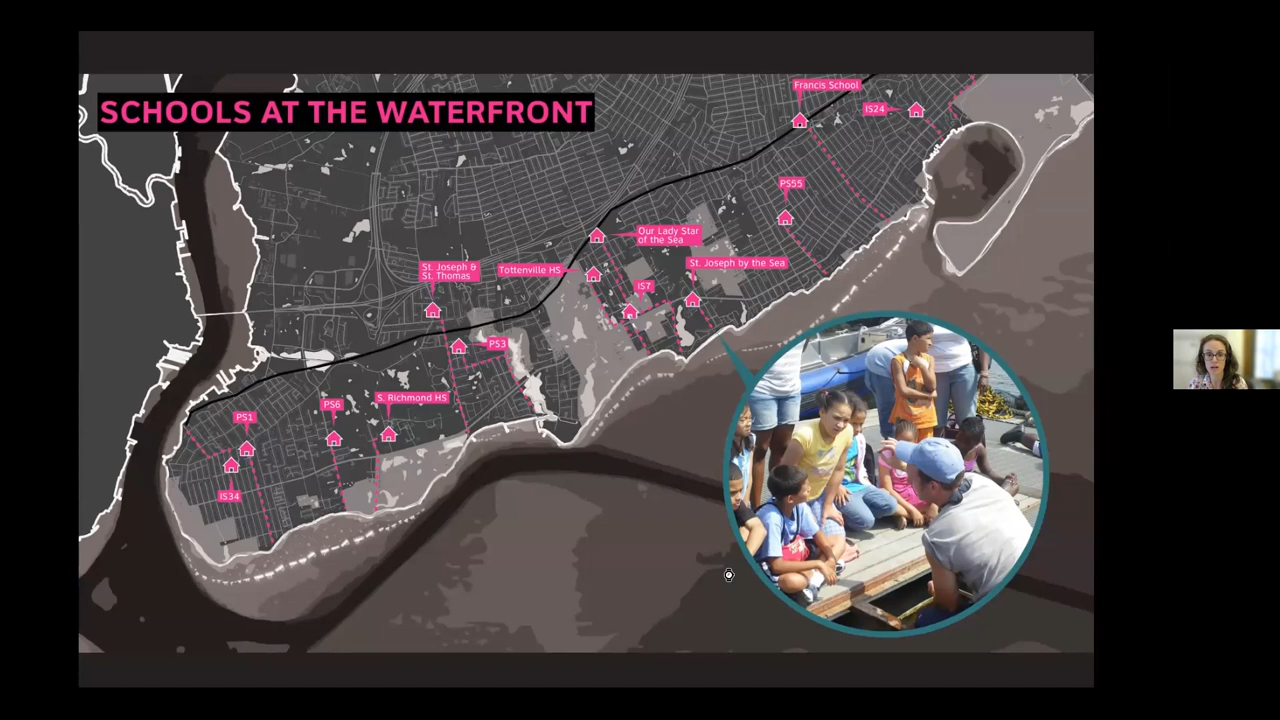 SCHOOLS AT THE WATERFRONT
Francis School
IS24
PS55
Our Lady Star
of the Sea
St. Joseph &
St. Thomas
Tottenville HS
St. Joseph by the Sea
IS7
PS3
S. Richmond HS
PS6
PS1
IS34